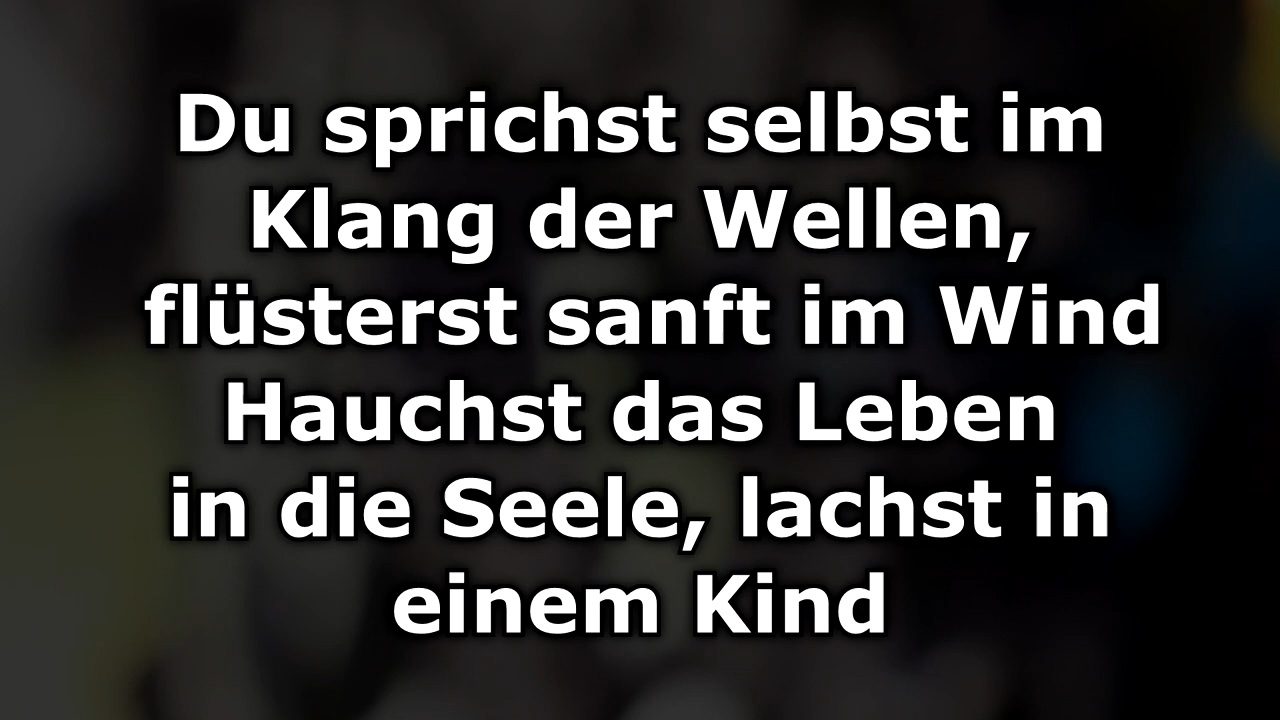 Du sprichst selbst im
Klang der Wellen,
flüsterst sanft im Wind
Hauchst das Leben
in die Seele, lachst in
einem Kind